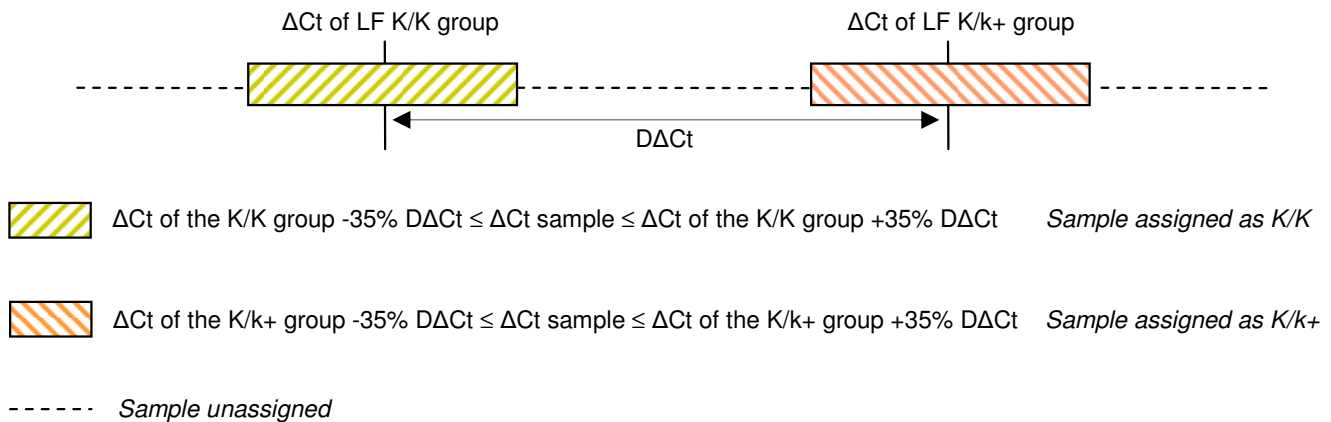 ΔCt of LF K/K group ΔCt of LF K/k+ group
DΔCt
ΔCt of the K/K group -35% DΔCt ≤ ΔCt sample ≤ ΔCt of the K/K group +35% DΔCt Sample assigned as K/K
ΔCt of the K/k+ group -35% DΔCt ≤ ΔCt sample ≤ ΔCt of the K/k+ group +35% DΔCt Sample assigned as K/k+
Sample unassigned